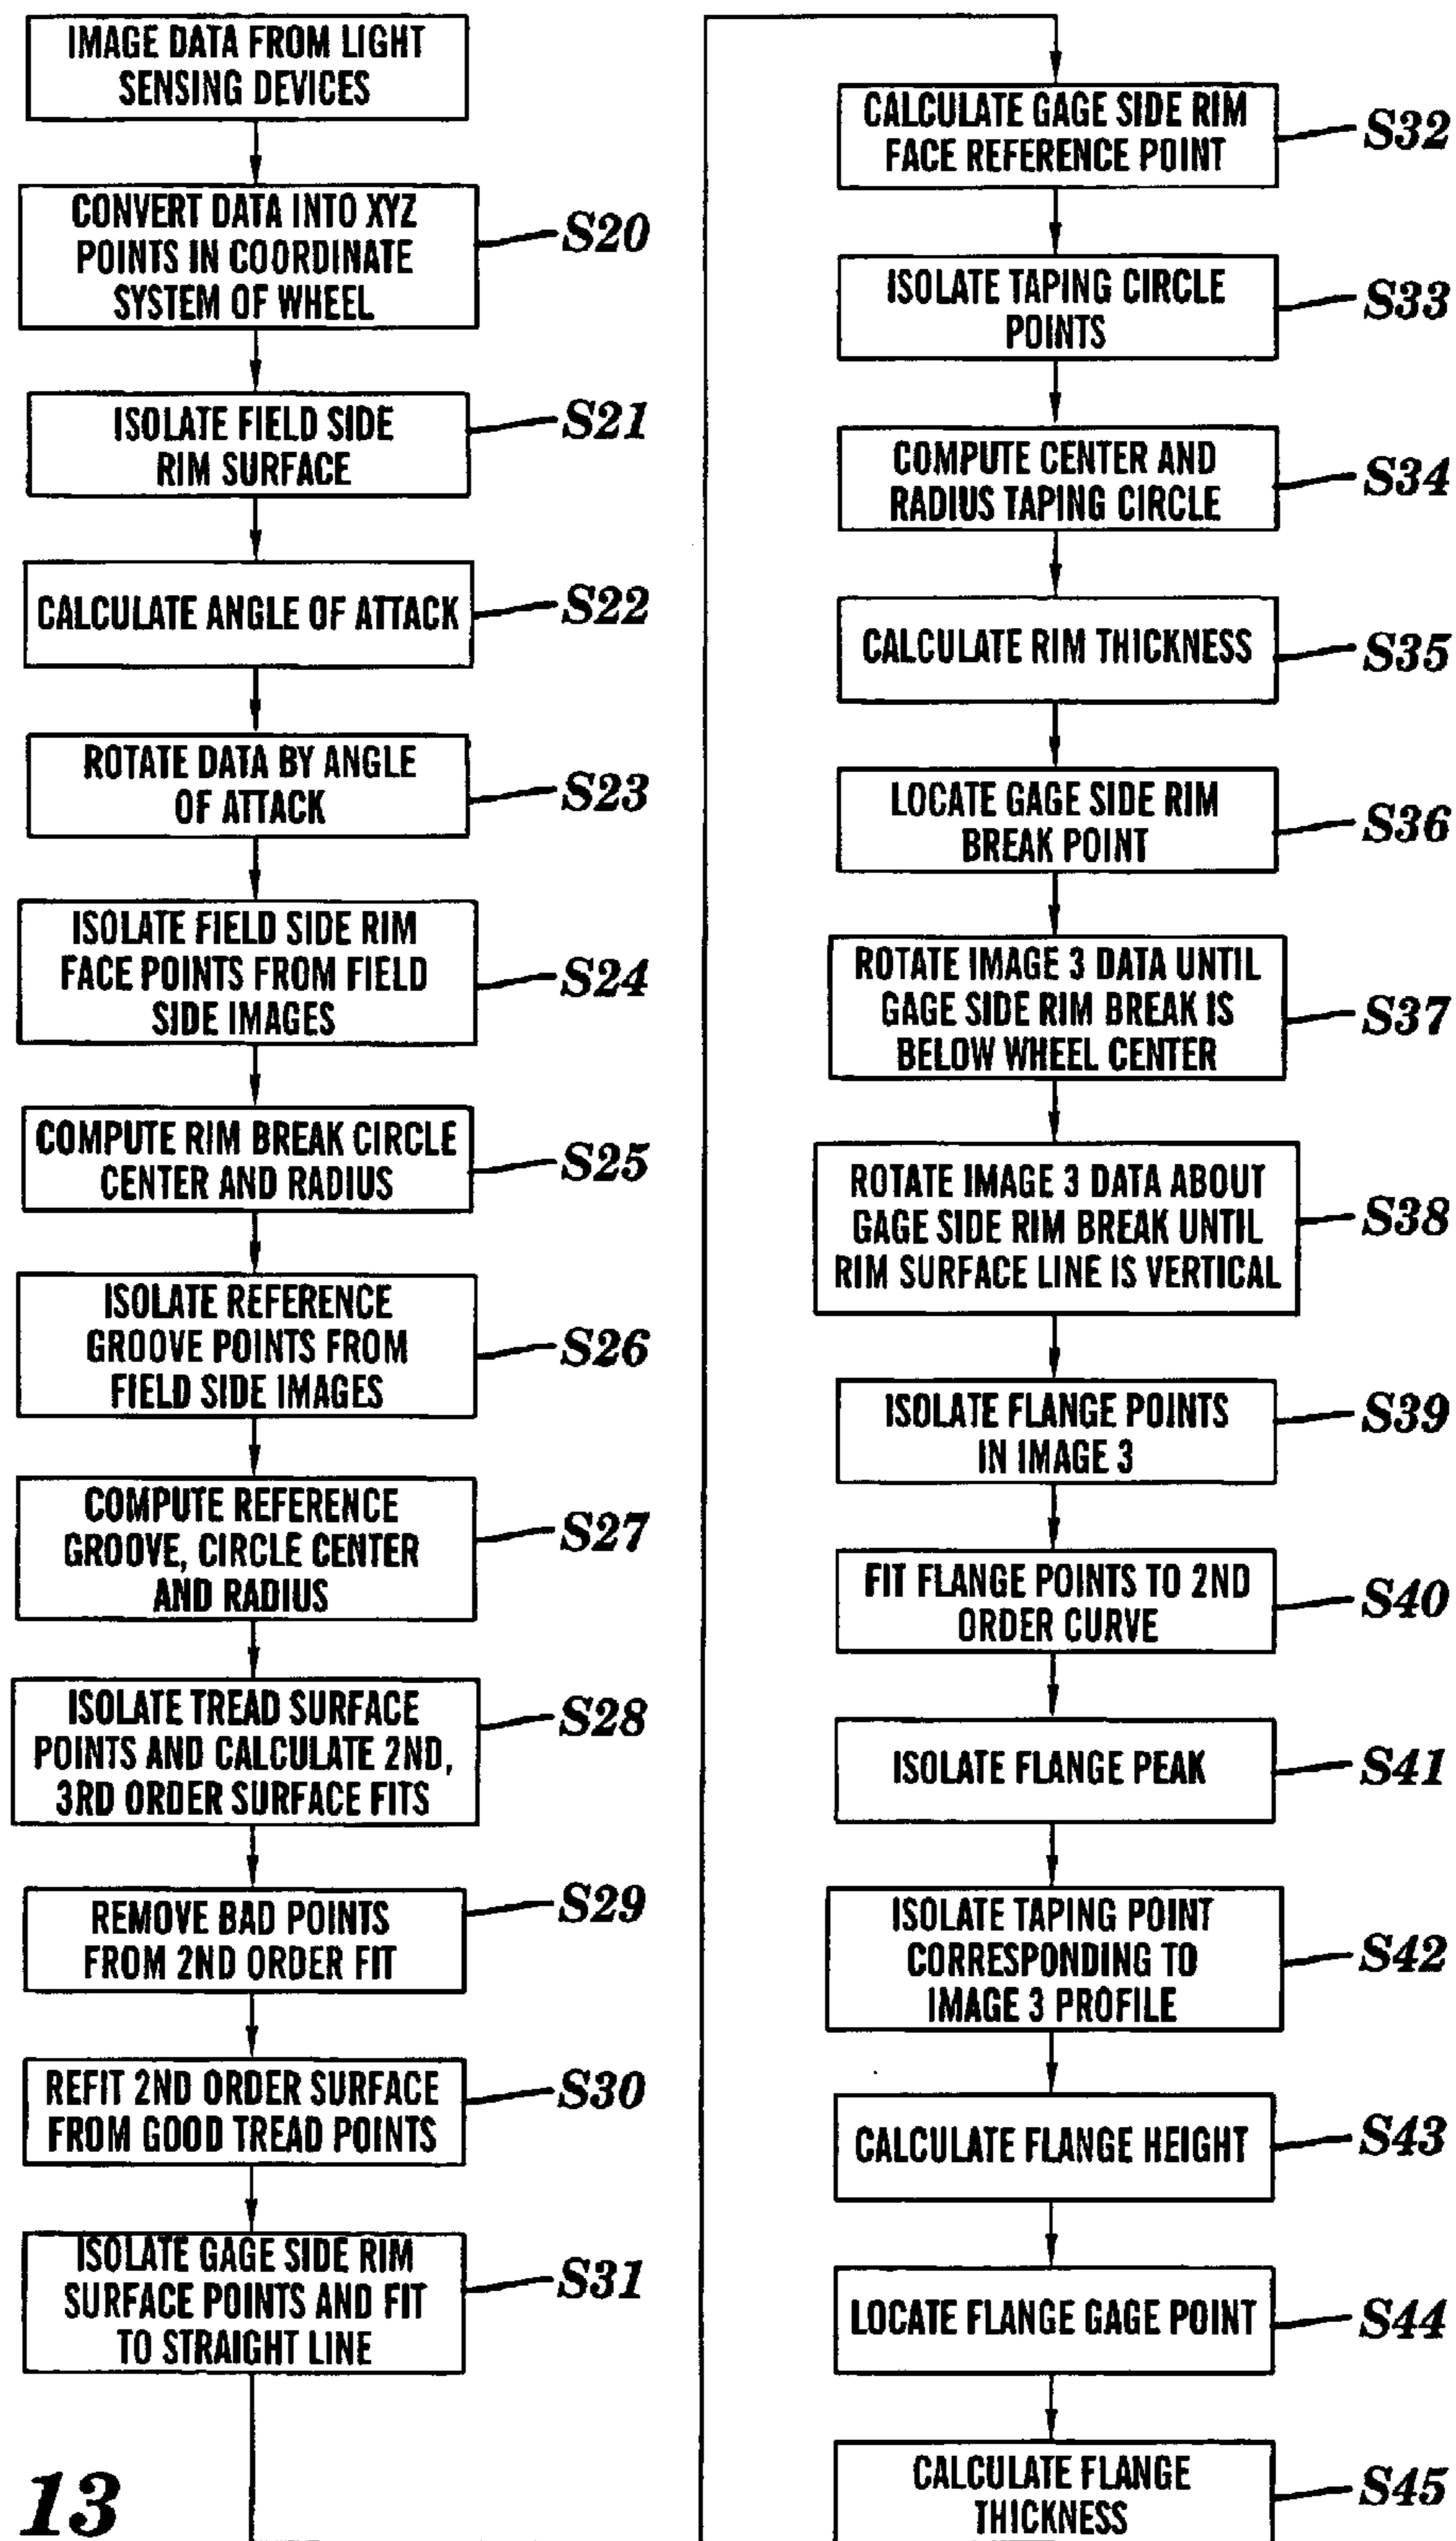 IMAGE DATA FROM LIGHT
SENSING DEVICES
CONVERT DATA INTO XYZ
POINTS IN COORDINATE
SYSTEM OF WHEEL
S20
ISOLATE FIELD SIDE
RIM SURFACE
S21
CALCULATE ANGLE OF ATTACK
S22
ROTATE DATA BY ANGLE
OF ATTACK
S23
ISOLATE FIELD SIDE RIM
FACE POINTS FROM FIELD
SIDE IMAGES
S24
COMPUTE RIM BREAK CIRCLE
CENTER AND RADIUS
S25
ISOLATE REFERENCE
GROOVE POINTS FROM
FIELD SIDE IMAGES
S26
COMPUTE REFERENCE
GROOVE, CIRCLE CENTER
AND RADIUS
S27
ISOLATE TREAD SURFACE
POINTS AND CALCULATE 2ND,
3RD ORDER SURFACE FITS
S28
REMOVE BAD POINTS
FROM 2ND ORDER FIT
S29
REFIT 2ND ORDER SURFACE
FROM GOOD TREAD POINTS
S30
ISOLATE GAGE SIDE RIM
SURFACE POINTS AND FIT
TO STRAIGHT LINE
S31
13
CALCULATE GAGE SIDE RIM
FACE REFERENCE POINT
S32
ISOLATE TAPING CIRCLE
POINTS
S33
COMPUTE CENTER AND
RADIUS TAPING CIRCLE
S34
CALCULATE RIM THICKNESS
S35
LOCATE GAGE SIDE RIM
BREAK POINT
S36
ROTATE IMAGE 3 DATA UNTIL
GAGE SIDE RIM BREAK IS
BELOW WHEEL CENTER
S37
ROTATE IMAGE 3 DATA ABOUT
GAGE SIDE RIM BREAK UNTIL
RIM SURFACE LINE IS VERTICAL
S38
ISOLATE FLANGE POINTS
IN IMAGE 3
S39
FIT FLANGE POINTS TO 2ND
ORDER CURVE
S40
ISOLATE FLANGE PEAK
S41
ISOLATE TAPING POINT
CORRESPONDING TO
IMAGE 3 PROFILE
S42
CALCULATE FLANGE HEIGHT
S43
LOCATE FLANGE GAGE POINT
S44
CALCULATE FLANGE
THICKNESS
S45